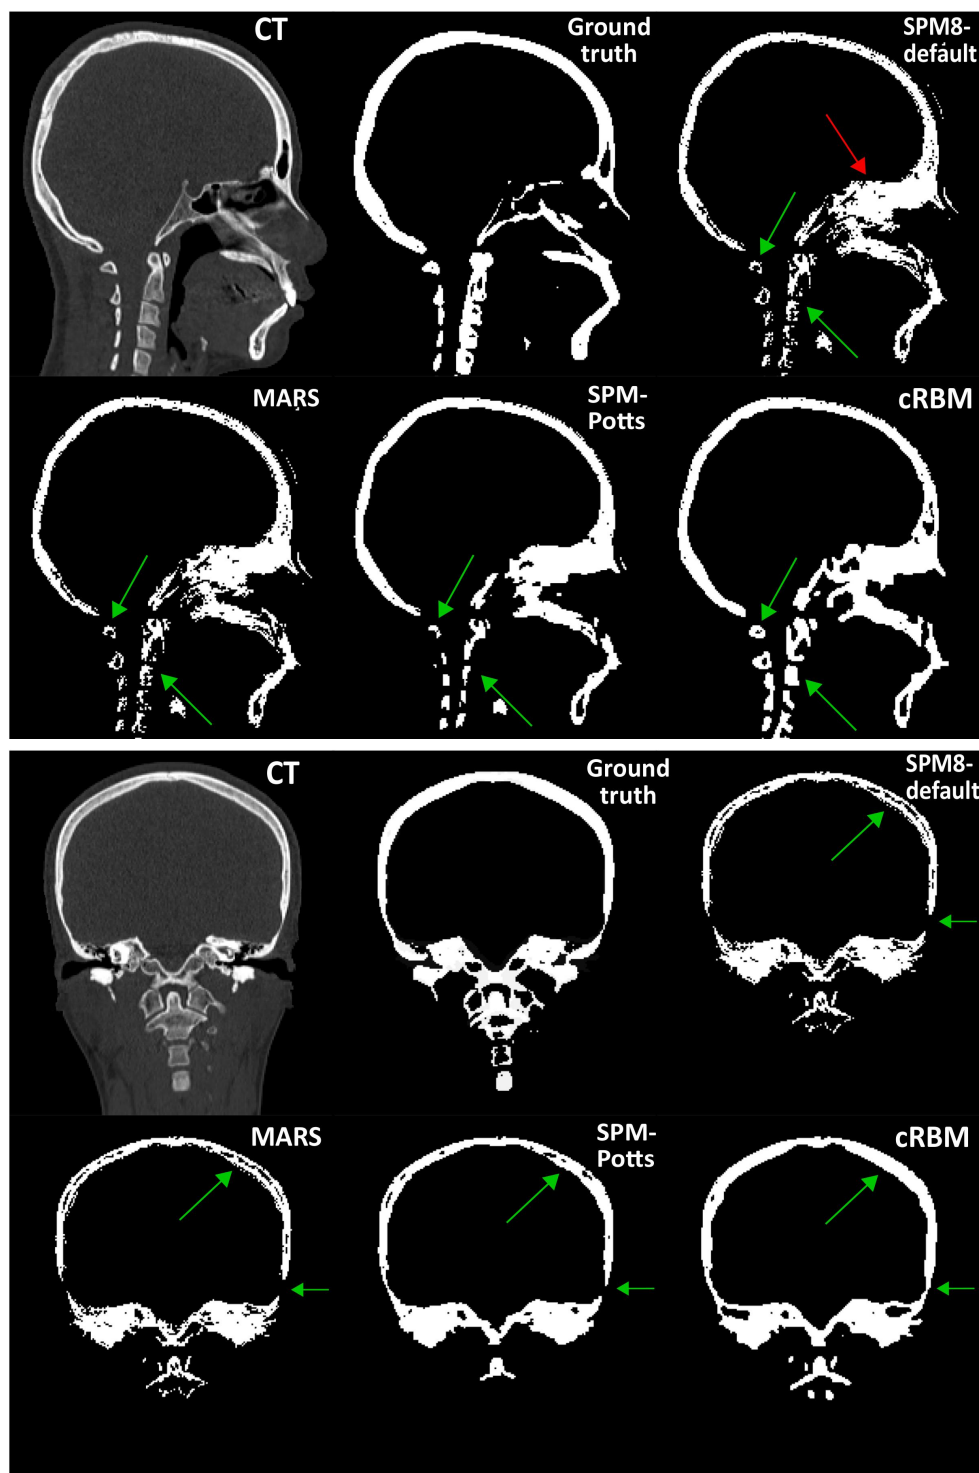 CT
Ground
truth
SPM8-
default
MARS
SPM-
Potts
cRBM
CT
Ground
truth
SPM8-
default
MARS
SPM-
Potts
cRBM